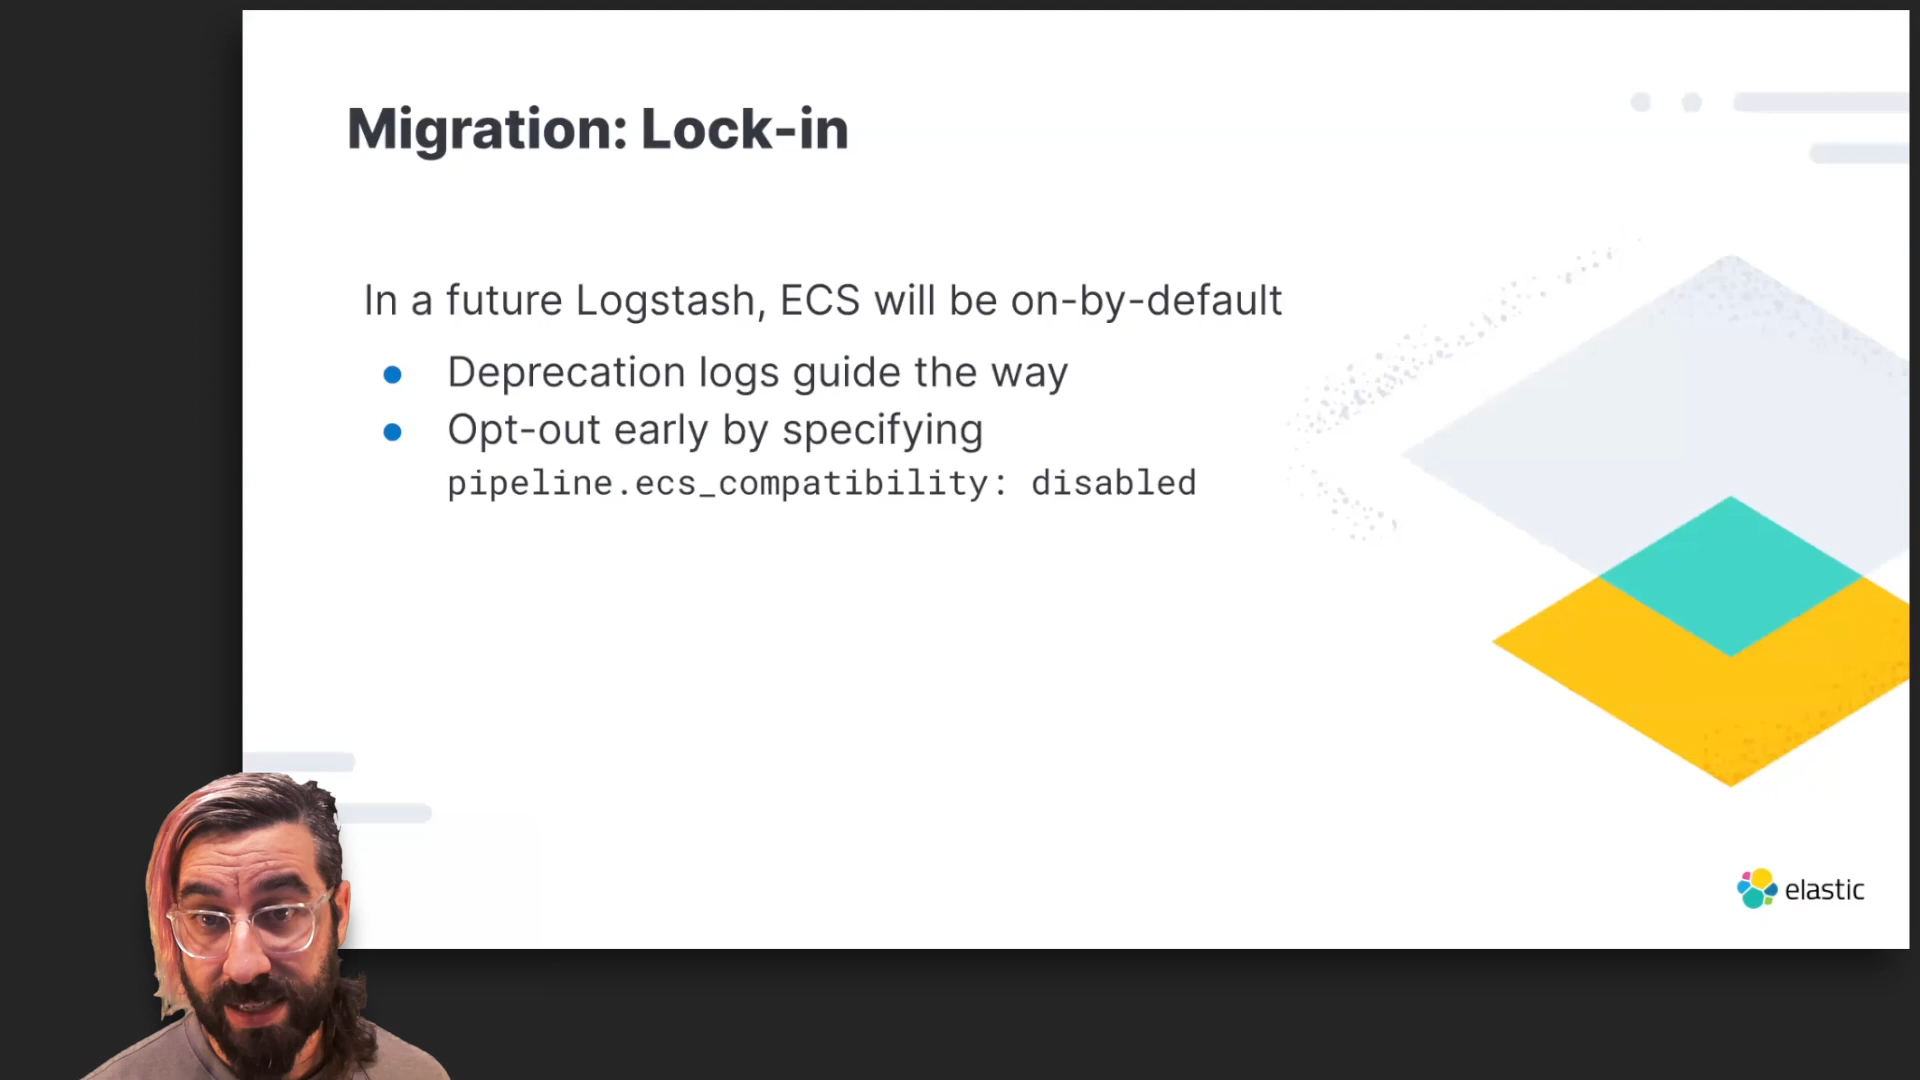 Migration: Lock-in
In a future Logstash, ECS will be on-by-default
● Deprecation logs guide the way
● Opt-out early by specifying
pipeline.ecs_compatibility: disabled
elastic